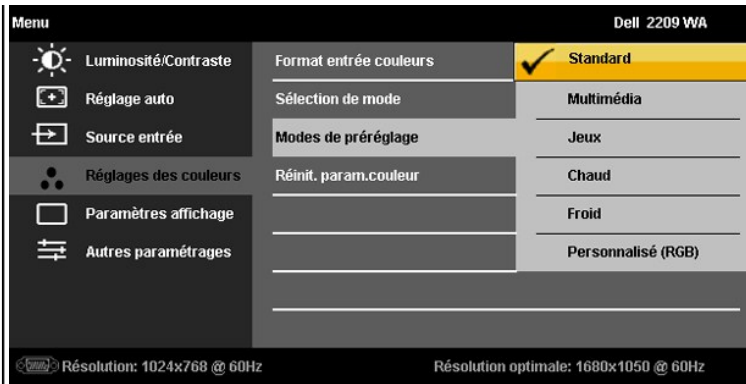 Menu
Dell 2209 WA
Luminosité/Contraste
Réglage auto
Source entrée
Réglages des couleurs
Paramètres affichage
Autres paramétrages
Format entrée couleurs
Sélection de mode
Modes de préréglage
Réinit. param.couleur
Standard
Multimédia
Jeux
Chaud
Froid
Personnalisé (RGB)
Résolution: 1024x768 @ 60Hz
Résolution optimale: 1680x1050 @ 60Hz